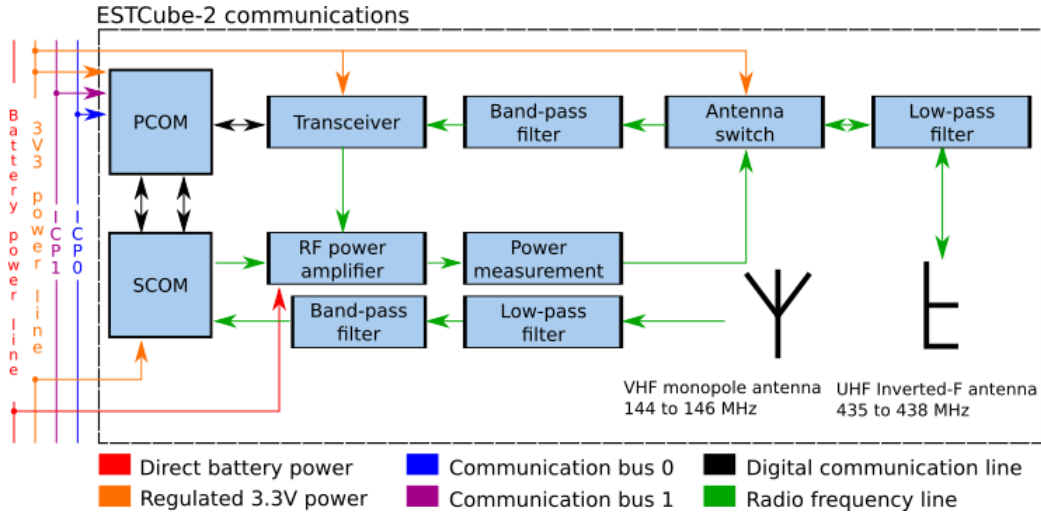 ESTCube-2 communications
PCOM
Transceiver
Band-pass
filter
Antenna
switch
Low-pass
filter
Battery power line
3V3 power line
ICP1
ICP0
SCOM
RF power
amplifier
Power
measurement
Band-pass
filter
Low-pass
filter
VHF monopole antenna
144 to 146 MHz
UHF Inverted-F antenna
435 to 438 MHz
Direct battery power
Communication bus 0
Digital communication line
Regulated 3.3V power
Communication bus 1
Radio frequency line